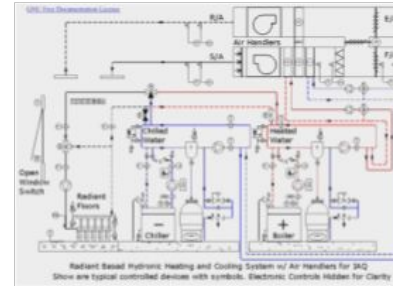 GNU Free Documentation License
R/A
Air Handlers
S/A
Chilled
Water
Heated
Water
Open
Window
Switch
Radiant
Floors
Chiller
Boiler
Radiant Based Hydronic Heating and Cooling System w/ Air Handlers for IAQ
Show are typical controlled devices with symbols. Electronic Controls Hidden for Clarity